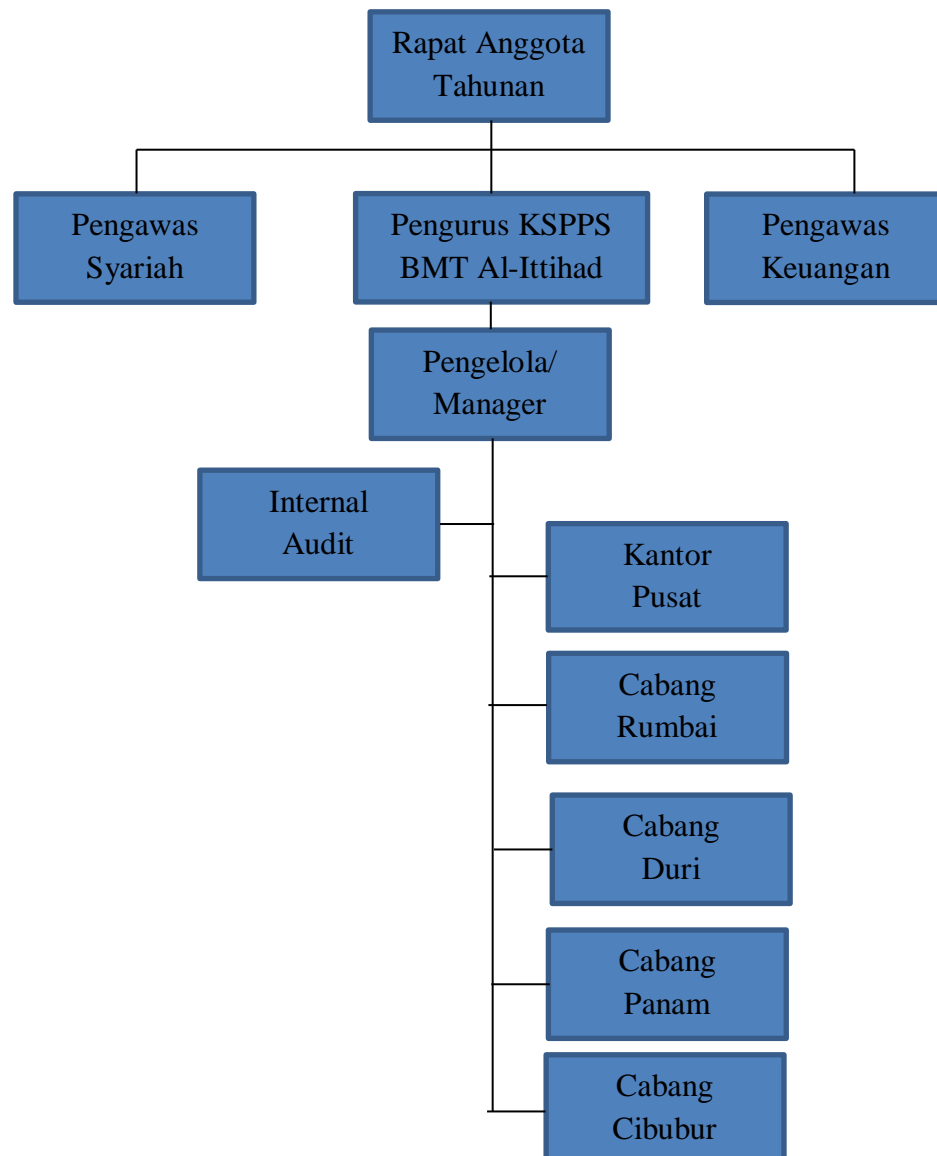 Rapat Anggota
Tahunan
Pengawas
Syariah
Pengurus KSPPS
BMT Al-Ittihad
Pengawas
Keuangan
Pengelola/
Manager
Internal
Audit
Kantor
Pusat
Cabang
Rumbai
Cabang
Duri
Cabang
Panam
Cabang
Cibubur